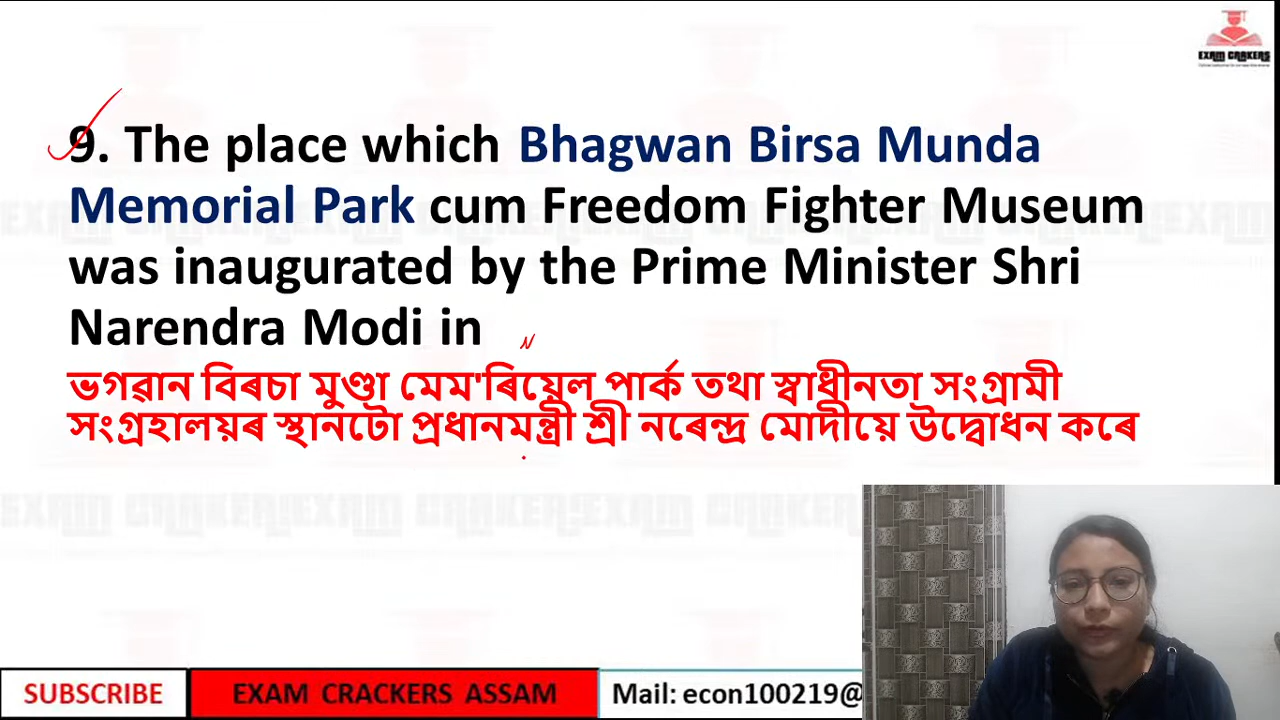 EXAM CRAKERS
9. The place which Bhagwan Birsa Munda
Memorial Park cum Freedom Fighter Museum
was inaugurated by the Prime Minister Shri
Narendra Modi in
ভগৱান বিৰচা মুণ্ডা মেম'ৰিয়েল পাৰ্ক তথা স্বাধীনতা সংগ্ৰামী
সংগ্ৰহালয়ৰ স্থানটো প্ৰধানমন্ত্ৰী শ্ৰী নৰেন্দ্ৰ মোদীয়ে উদ্বোধন কৰে
SUBSCRIBE EXAM CRACKERS ASSAM Mail: econ100219@